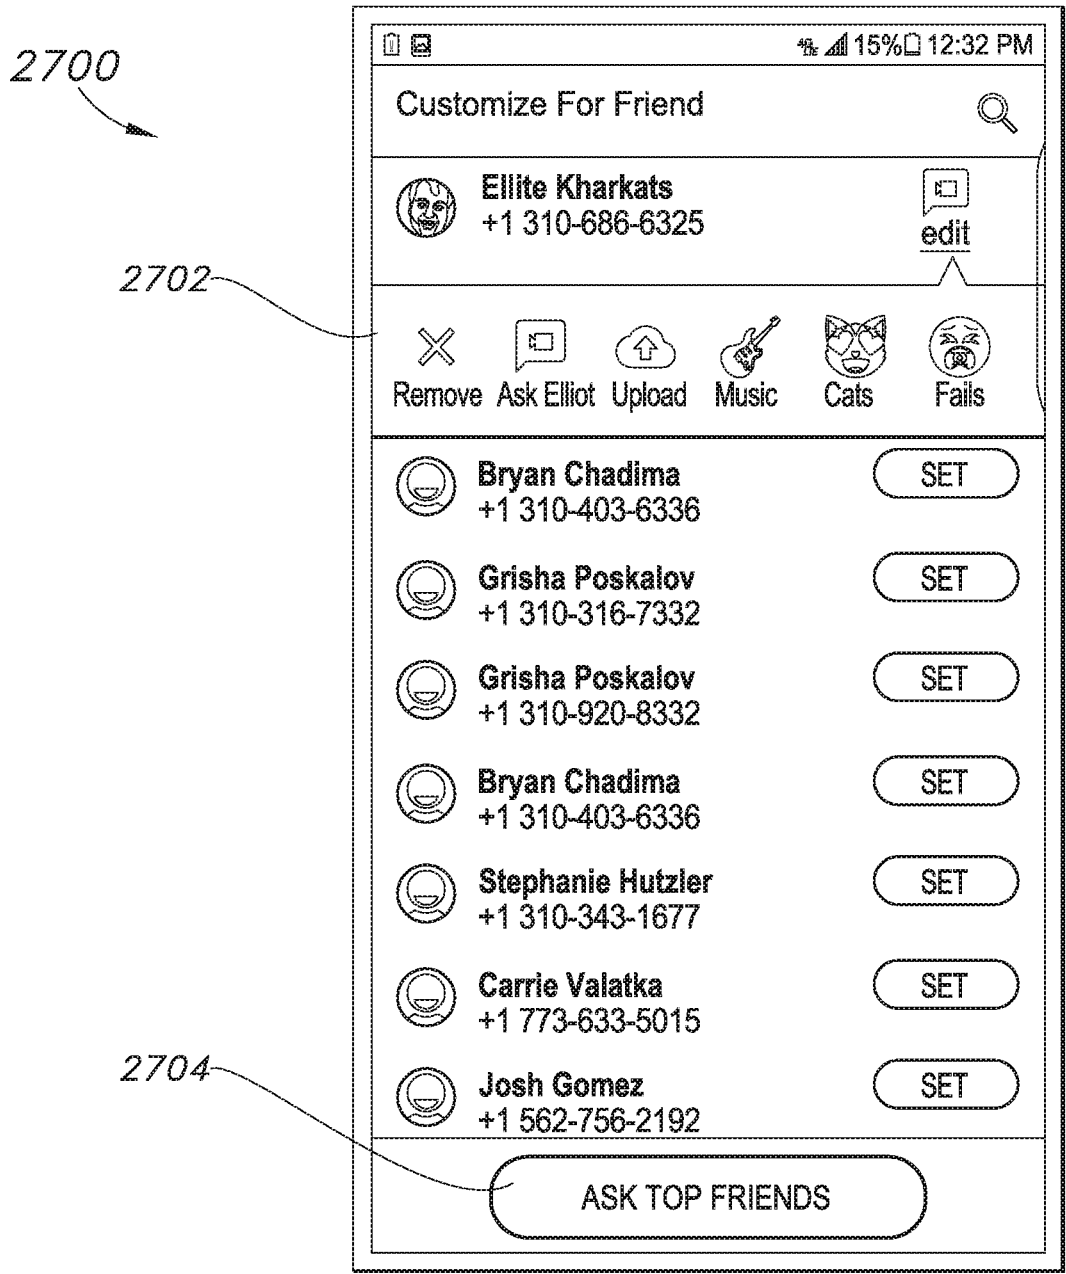 2700
15% 12:32 PM
Customize For Friend
Ellite Kharkats
+1 310-686-6325
edit
2702
Remove Ask Elliot Upload Music Cats Fails
Bryan Chadima SET
+1 310-403-6336
Grisha Poskalov SET
+1 310-316-7332
Grisha Poskalov SET
+1 310-920-8332
Bryan Chadima SET
+1 310-403-6336
Stephanie Hutzler SET
+1 310-343-1677
Carrie Valatka SET
+1 773-633-5015
2704
Josh Gomez SET
+1 562-756-2192
ASK TOP FRIENDS